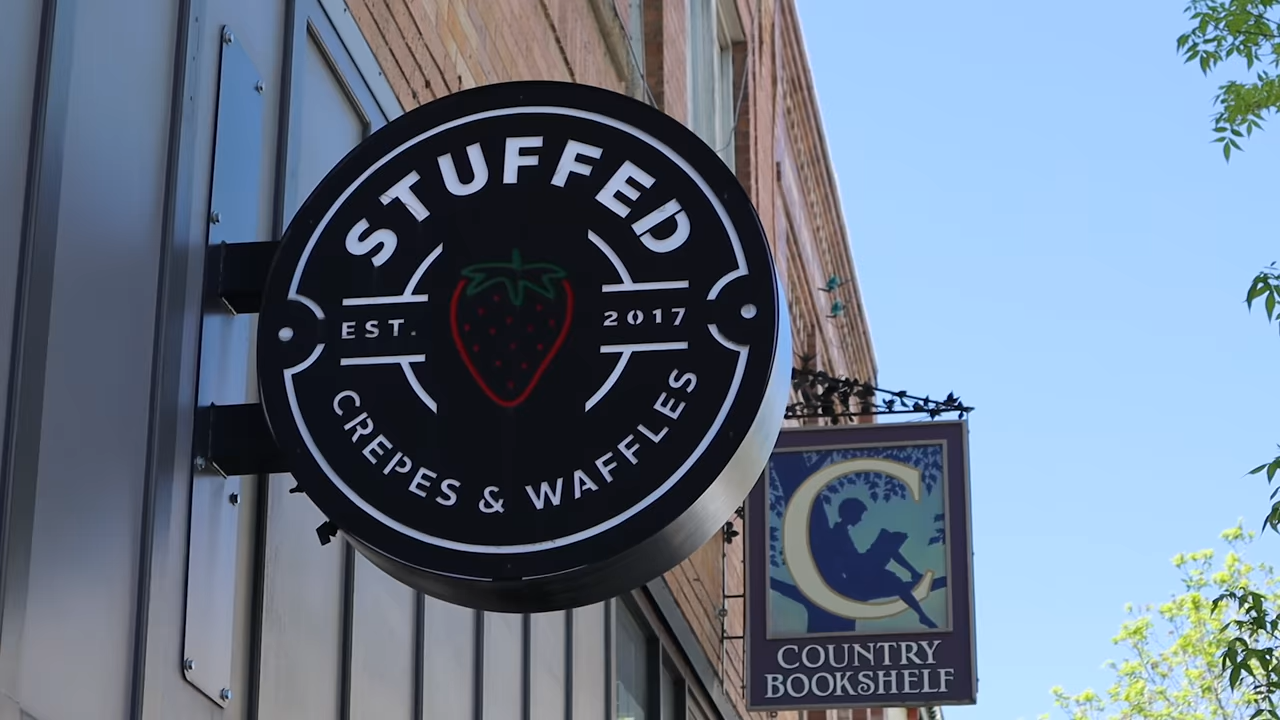 STUFFED
EST. 2017
CREPES & WAFFLES
C
COUNTRY
BOOKSHELF